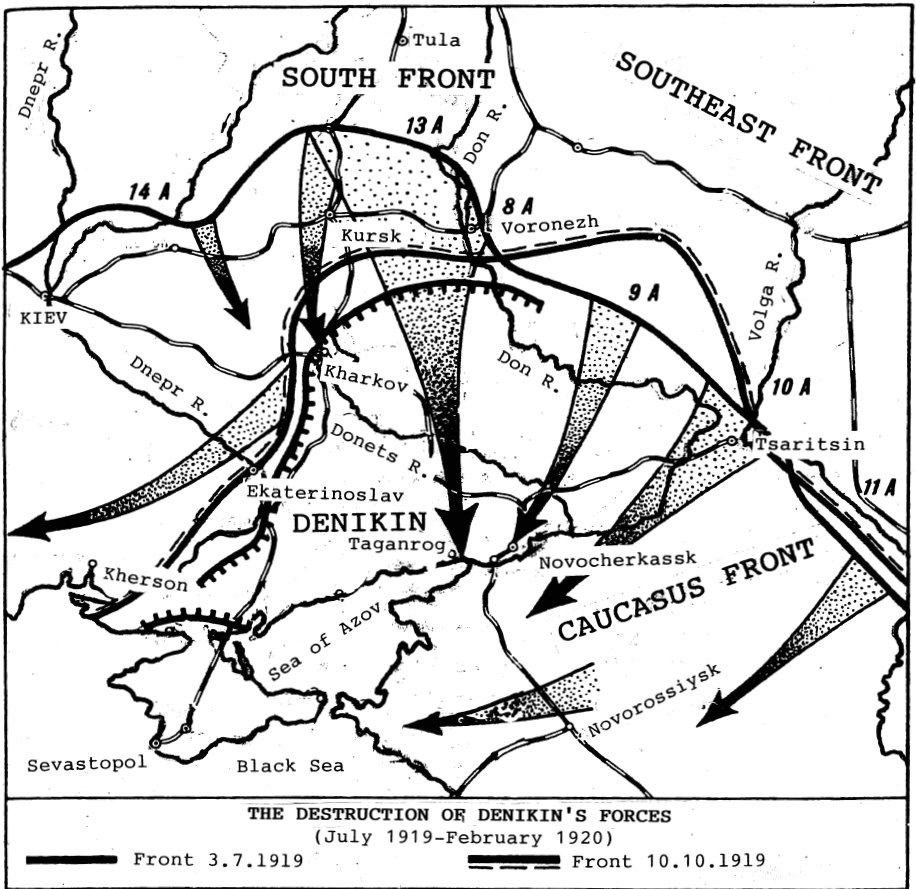 Tula
Dnepr R.
SOUTH FRONT
SOUTHEAST FRONT
13 A
Don R.
14 A
8 A
Voronezh
Kursk
Volga R.
9 A
KIEV
Dnepr R.
Kharkov
Don R.
10 A
Donets R.
Tsaritsin
11 A
Ekaterinoslav
DENIKIN
Taganrog
Novocherkassk
Kherson
CAUCASUS FRONT
Sea of Azov
Novorossiysk
Sevastopol
Black Sea
THE DESTRUCTION OF DENIKIN'S FORCES
(July 1919-February 1920)
Front 3.7.1919
Front 10.10.1919